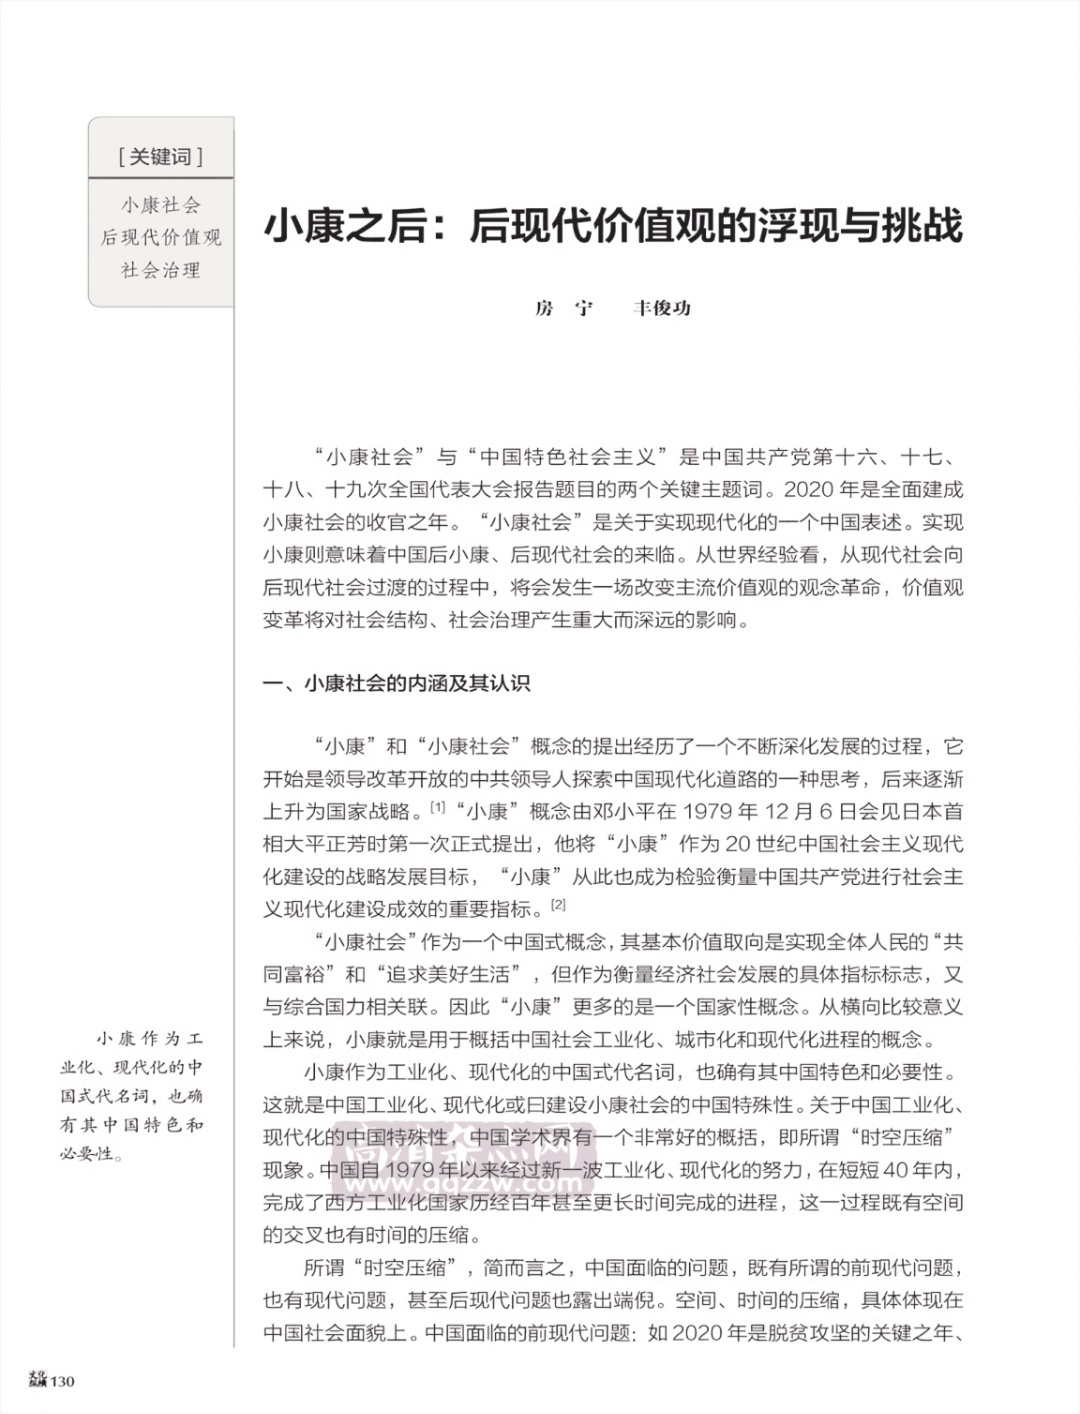 [关键词]
小康社会
后现代价值观
社会治理
小康之后：后现代价值观的浮现与挑战
房 宁 丰俊功
“小康社会”与“中国特色社会主义”是中国共产党第十六、十七、
十八、十九次全国代表大会报告题目的两个关键主题词。2020 年是全面建成
小康社会的收官之年。“小康社会”是关于实现现代化的一个中国表述。实现
小康则意味着中国后小康、后现代社会的来临。从世界经验看，从现代社会向
后现代社会过渡的过程中，将会发生一场改变主流价值观的观念革命，价值观
变革将对社会结构、社会治理产生重大而深远的影响。
一、小康社会的内涵及其认识
“小康”和“小康社会”概念的提出经历了一个不断深化发展的过程，它
开始是领导改革开放的中共领导人探索中国现代化道路的一种思考，后来逐渐
上升为国家战略。[1]“小康”概念由邓小平在 1979 年 12 月 6 日会见日本首
相大平正芳时第一次正式提出，他将“小康”作为 20 世纪中国社会主义现代
化建设的战略发展目标，“小康”从此也成为检验衡量中国共产党进行社会主
义现代化建设成效的重要指标。[2]
“小康社会”作为一个中国式概念，其基本价值取向是实现全体人民的“共
同富裕”和“追求美好生活”，但作为衡量经济社会发展的具体指标标志，又
与综合国力相关联。因此“小康”更多的是一个国家性概念。从横向比较意义
上来说，小康就是用于概括中国社会工业化、城市化和现代化进程的概念。
小康作为工业化、现代化的中国式代名词，也确有其中国特色和必要性。
这就是中国工业化、现代化或曰建设小康社会的中国特殊性。关于中国工业化、
现代化的中国特殊性，中国学术界有一个非常好的概括，即所谓“时空压缩”
现象。中国自 1979 年以来经过新一波工业化、现代化的努力，在短短 40 年内，
完成了西方工业化国家历经百年甚至更长时间完成的进程，这一过程既有空间
的交叉也有时间的压缩。
所谓“时空压缩”，简而言之，中国面临的问题，既有所谓的前现代问题，
也有现代问题，甚至后现代问题也露出端倪。空间、时间的压缩，具体体现在
中国社会面貌上。中国面临的前现代问题：如 2020 年是脱贫攻坚的关键之年、
小康作为工
业化、现代化的中
国式代名词，也确
有其中国特色和
必要性。
www.qqzzw.com
文化
纵横 130